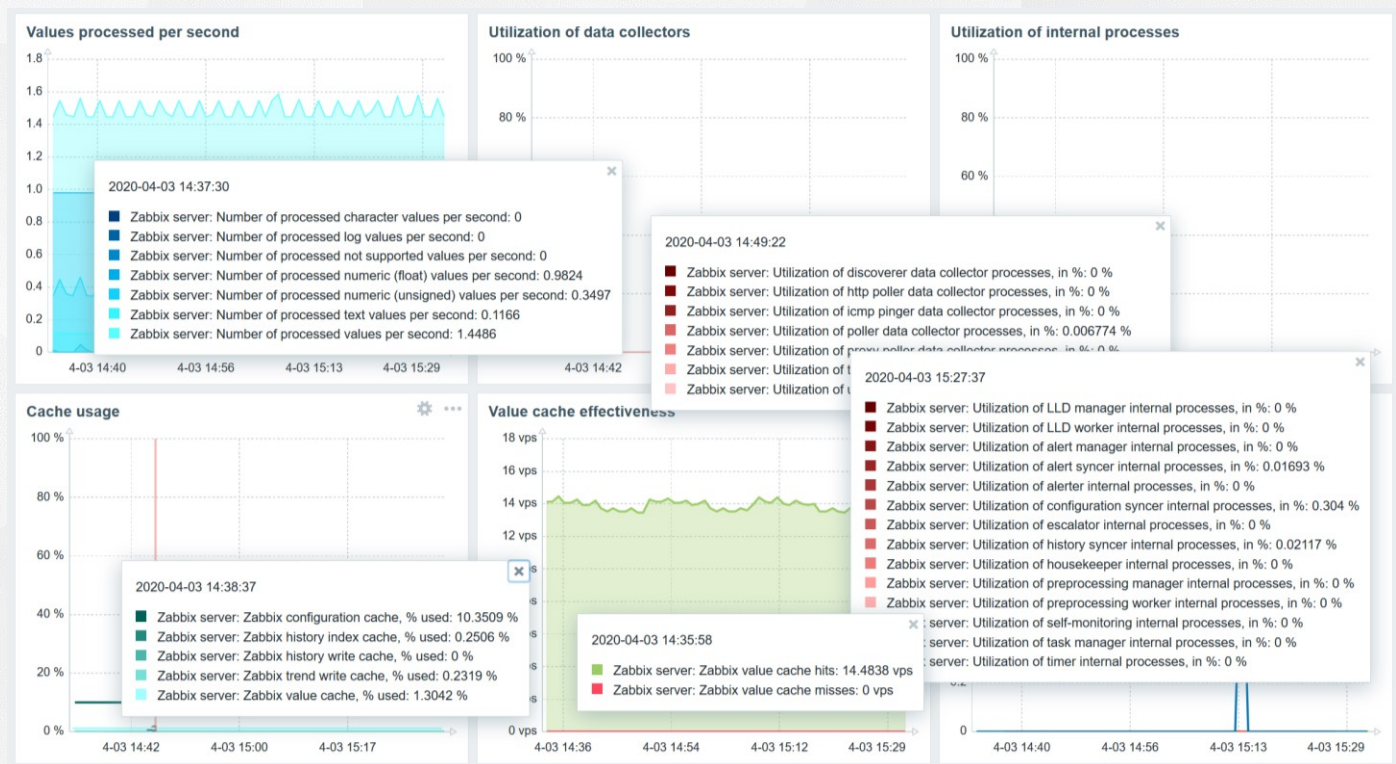 Values processed per second
1.8
1.6
1.4
1.2
1.0
0.8
0.6
0.4
0.2
0
4-03 14:40 4-03 14:56 4-03 15:13 4-03 15:29
2020-04-03 14:37:30
Zabbix server: Number of processed character values per second: 0
Zabbix server: Number of processed log values per second: 0
Zabbix server: Number of processed not supported values per second: 0
Zabbix server: Number of processed numeric (float) values per second: 0.9824
Zabbix server: Number of processed numeric (unsigned) values per second: 0.3497
Zabbix server: Number of processed text values per second: 0.1166
Zabbix server: Number of processed values per second: 1.4486
Utilization of data collectors
100 %
80 %
4-03 14:42
2020-04-03 14:49:22
Zabbix server: Utilization of discoverer data collector processes, in %: 0 %
Zabbix server: Utilization of http poller data collector processes, in %: 0 %
Zabbix server: Utilization of icmp pinger data collector processes, in %: 0 %
Zabbix server: Utilization of poller data collector processes, in %: 0.006774 %
Zabbix server: Utilization of proxy poller data collector processes, in %: 0 %
Zabbix server: Utilization of
Zabbix server: Utilization of
Utilization of internal processes
100 %
80 %
60 %
2020-04-03 15:27:37
Zabbix server: Utilization of LLD manager internal processes, in %: 0 %
Zabbix server: Utilization of LLD worker internal processes, in %: 0 %
Zabbix server: Utilization of alert manager internal processes, in %: 0 %
Zabbix server: Utilization of alert syncer internal processes, in %: 0.01693 %
Zabbix server: Utilization of alerter internal processes, in %: 0 %
Zabbix server: Utilization of configuration syncer internal processes, in %: 0.304 %
Zabbix server: Utilization of escalator internal processes, in %: 0 %
Zabbix server: Utilization of history syncer internal processes, in %: 0.02117 %
Zabbix server: Utilization of housekeeper internal processes, in %: 0 %
Zabbix server: Utilization of preprocessing manager internal processes, in %: 0 %
Zabbix server: Utilization of preprocessing worker internal processes, in %: 0 %
server: Utilization of self-monitoring internal processes, in %: 0 %
server: Utilization of task manager internal processes, in %: 0 %
server: Utilization of timer internal processes, in %: 0 %
Cache usage
100 %
80 %
60 %
40 %
20 %
0 %
4-03 14:42 4-03 15:00 4-03 15:17
2020-04-03 14:38:37
Zabbix server: Zabbix configuration cache, % used: 10.3509 %
Zabbix server: Zabbix history index cache, % used: 0.2506 %
Zabbix server: Zabbix history write cache, % used: 0 %
Zabbix server: Zabbix trend write cache, % used: 0.2319 %
Zabbix server: Zabbix value cache, % used: 1.3042 %
Value cache effectiveness
18 vps
16 vps
14 vps
12 vps
0 vps
4-03 14:36 4-03 14:54 4-03 15:12 4-03 15:29
2020-04-03 14:35:58
Zabbix server: Zabbix value cache hits: 14.4838 vps
Zabbix server: Zabbix value cache misses: 0 vps
0.2
0
4-03 14:40 4-03 14:56 4-03 15:13 4-03 15:29